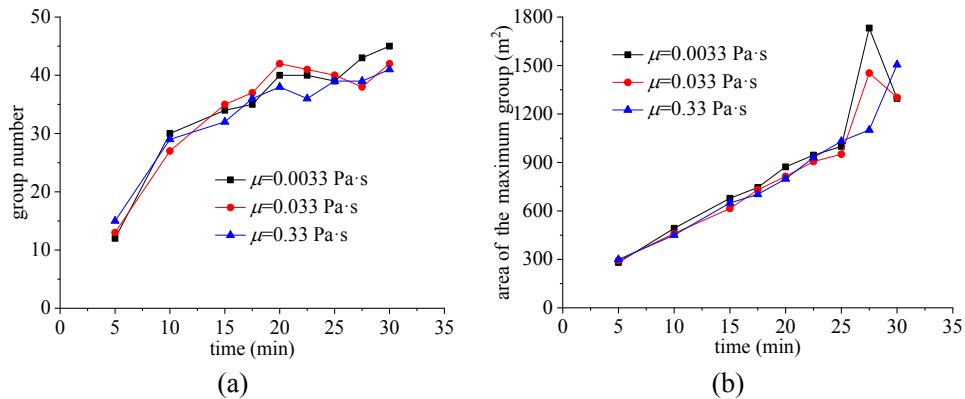 50
40
30
20
10
0
group number
μ=0.0033 Pa·s
μ=0.033 Pa·s
μ=0.33 Pa·s
0 5 10 15 20 25 30 35
time (min)
(a)
1800
1500
1200
900
600
300
0
area of the maximum group (m²)
μ=0.0033 Pa·s
μ=0.033 Pa·s
μ=0.33 Pa·s
0 5 10 15 20 25 30 35
time (min)
(b)